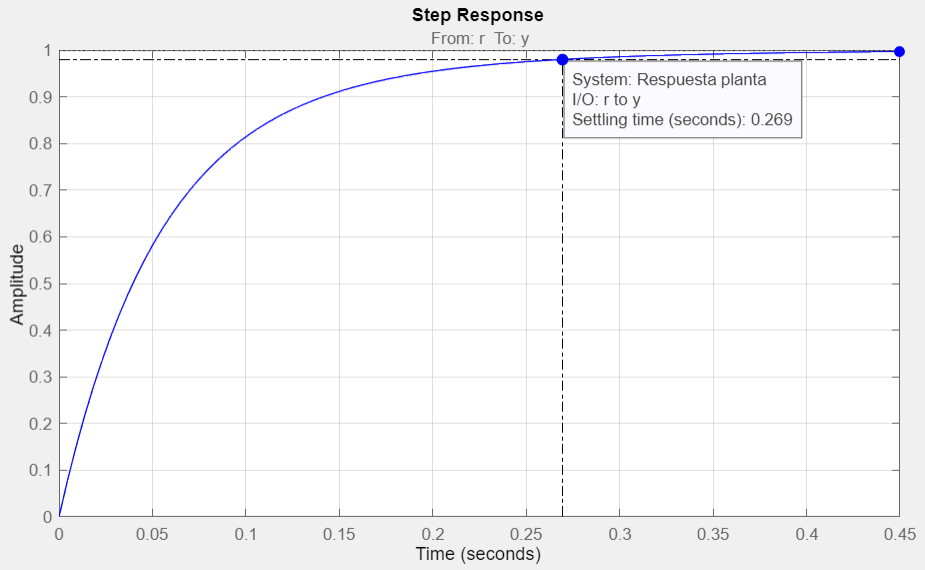 Step Response
From: r To: y
1
0.9
0.8
0.7
0.6
0.5
0.4
0.3
0.2
0.1
0
Amplitude
System: Respuesta planta
I/O: r to y
Settling time (seconds): 0.269
0 0.05 0.1 0.15 0.2 0.25 0.3 0.35 0.4 0.45
Time (seconds)